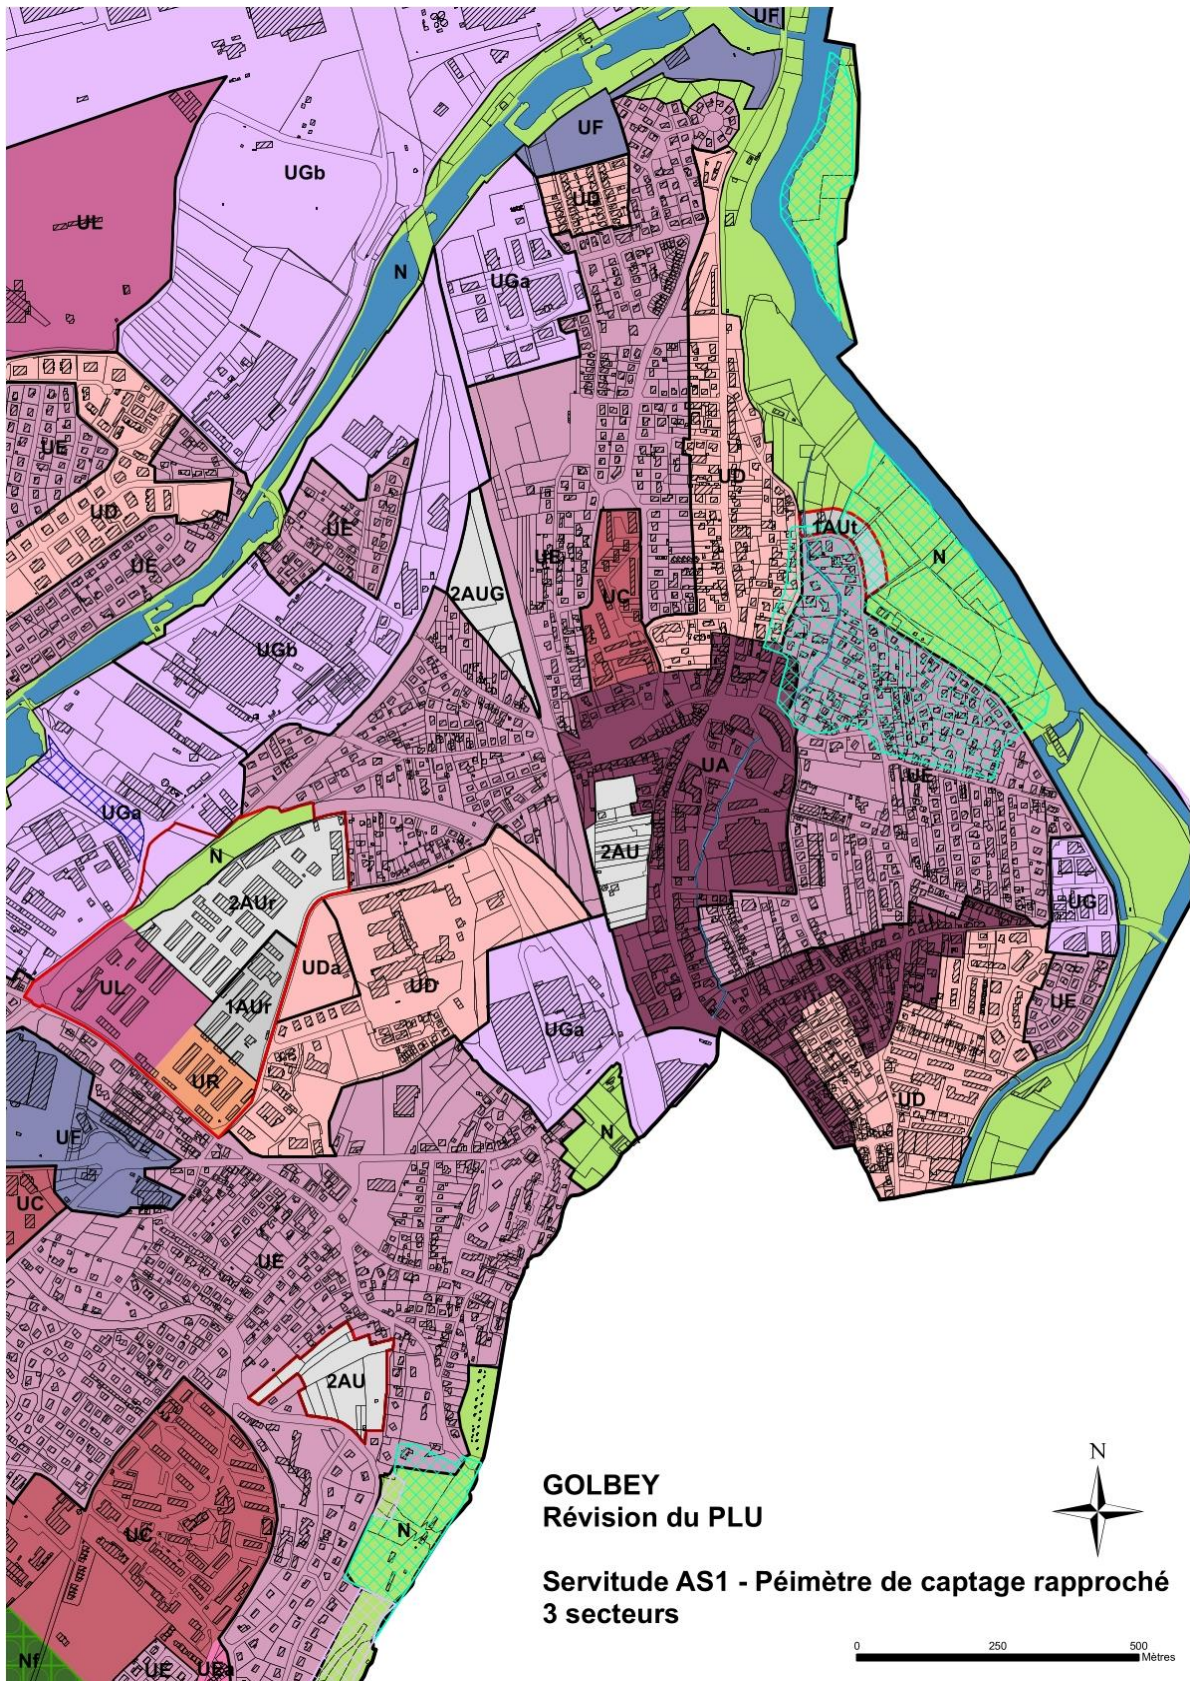 UF
UF
UGb
UD
UL
N
UGa
UE
UD
UD
UE
UE
1AUt
N
UB
2AUG
UC
UGb
UA
UE
UGa
2AU
N
2AUr
UG
UDa
UL
UD
1AUr
UE
UGa
UR
UD
N
UF
UC
UE
2AU
GOLBEY
Révision du PLU
N
UC
N
Servitude AS1 - Péimètre de captage rapproché
3 secteurs
0 250 500
Mètres
Nf
UE
UEa